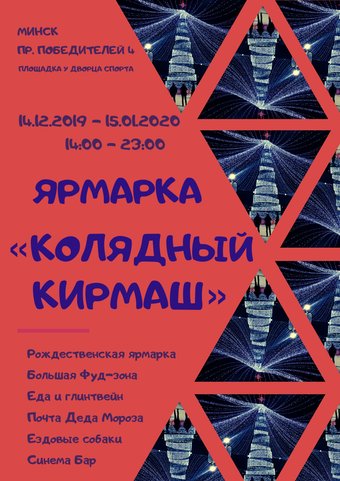 МИНСК
ПР. ПОБЕДИТЕЛЕЙ 4
ПЛОЩАДКА У ДВОРЦА СПОРТА
14.12.2019 - 15.01.2020
14:00 - 23:00
ЯРМАРКА
«КОЛЯДНЫЙ
КИРМАШ»
Рождественская ярмарка
Большая Фуд-зона
Еда и глинтвейн
Почта Деда Мороза
Ездовые собаки
Синема Бар